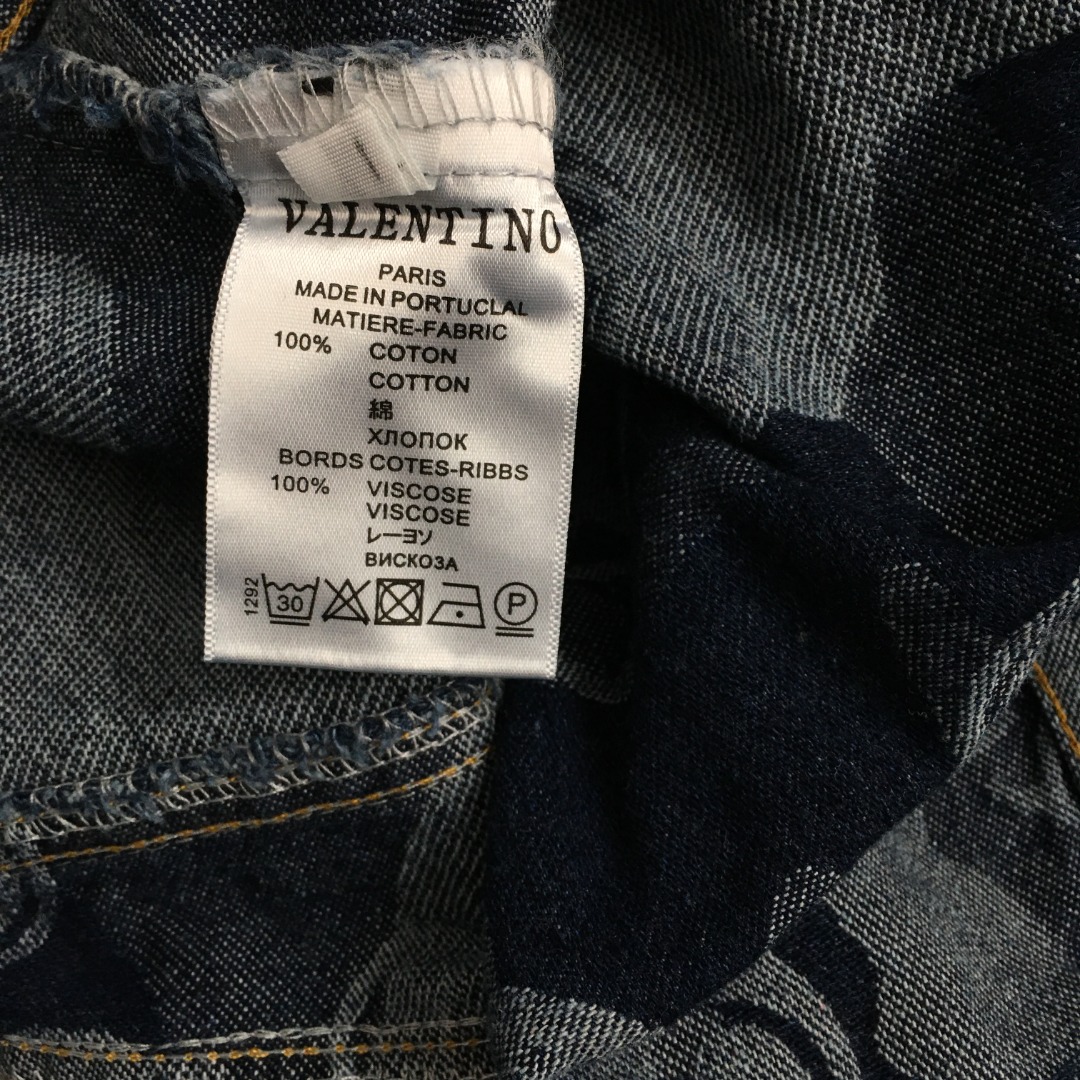 VALENTINO
PARIS
MADE IN PORTUCLAL
MATIERE-FABRIC
100% COTON
COTTON
綿
ХЛОПОК
BORDS COTES-RIBBS
100% VISCOSE
VISCOSE
レーヨソ
ВИСКОЗА
1292
30
P